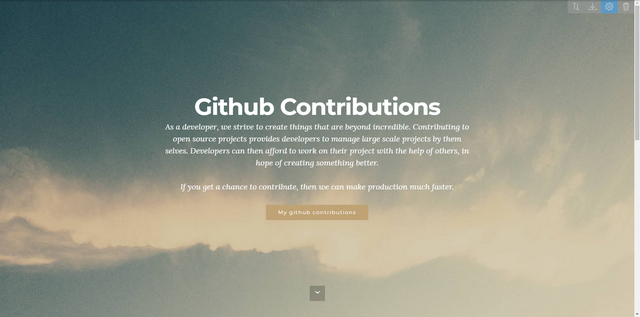 Github Contributions
As a developer, we strive to create things that are beyond incredible. Contributing to
open source projects provides developers to manage large scale projects by them
selves. Developers can then afford to work on their project with the help of others, in
hope of creating something better.
If you get a chance to contribute, then we can make production much faster.
My github contributions